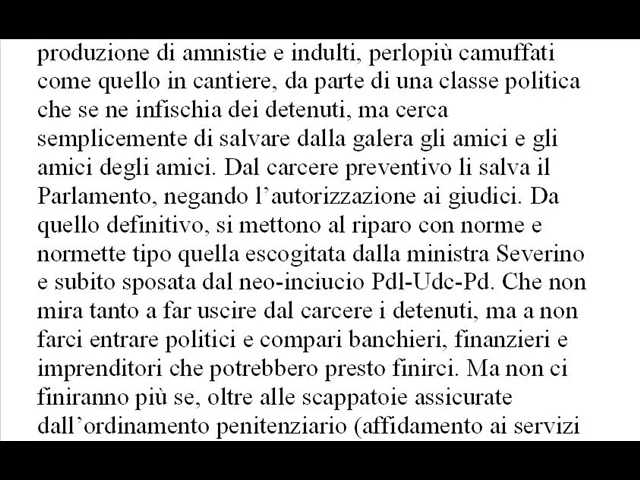 produzione di amnistie e indulti, perlopiù camuffati
come quello in cantiere, da parte di una classe politica
che se ne infischia dei detenuti, ma cerca
semplicemente di salvare dalla galera gli amici e gli
amici degli amici. Dal carcere preventivo li salva il
Parlamento, negando l’autorizzazione ai giudici. Da
quello definitivo, si mettono al riparo con norme e
normette tipo quella escogitata dalla ministra Severino
e subito sposata dal neo-inciucio Pdl-Udc-Pd. Che non
mira tanto a far uscire dal carcere i detenuti, ma a non
farci entrare politici e compari banchieri, finanzieri e
imprenditori che potrebbero presto finirci. Ma non ci
finiranno più se, oltre alle scappatoie assicurate
dall’ordinamento penitenziario (affidamento ai servizi